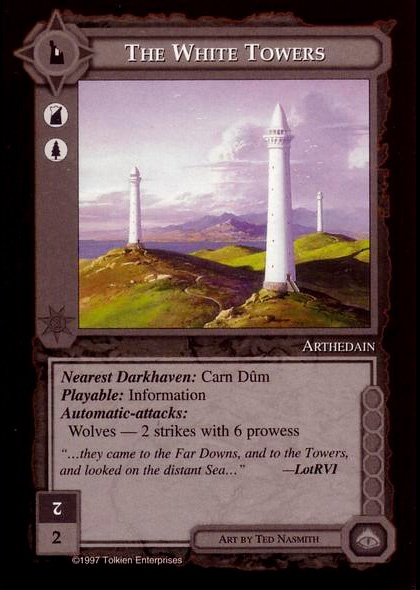 The White Towers
Arthedain
Nearest Darkhaven: Carn Dûm
Playable: Information
Automatic-attacks:
Wolves — 2 strikes with 6 prowess
“...they came to the Far Downs, and to the Towers,
and looked on the distant Sea...” —LotRVI
2
2
Art by Ted Nasmith
©1997 Tolkien Enterprises